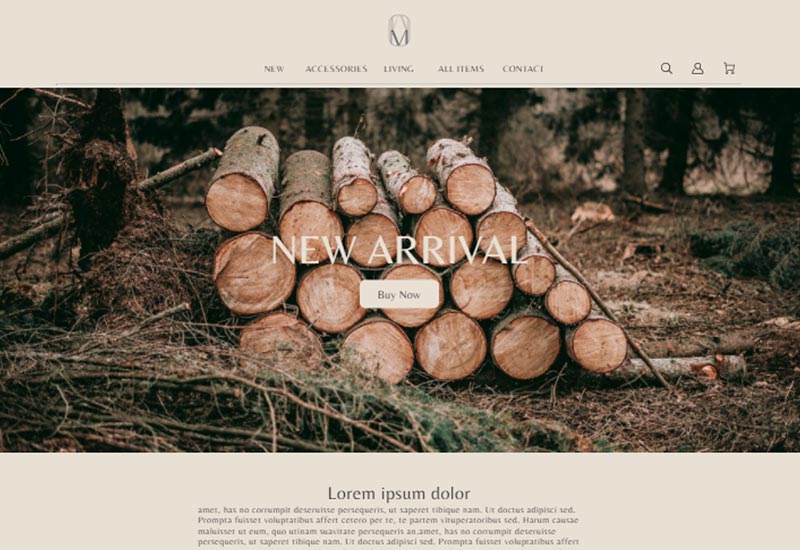 M
NEW ACCESSORIES LIVING ALL ITEMS CONTACT
NEW ARRIVAL
Buy Now
Lorem ipsum dolor
amet, has no corrumpit deseruisse persequeris, ut saperet tibique nam. Ut doctus adipisci sed.
Prompta fuisset voluptatibus affert cetero per te, te partem vituperatoribus sed. Harum causae
maluisset ut eum, quo utinam suavitate persequeris an.amet, has no corrumpit deseruisse
persequeris, ut saperet tibique nam. Ut doctus adipisci sed. Prompta fuisset voluptatibus affert